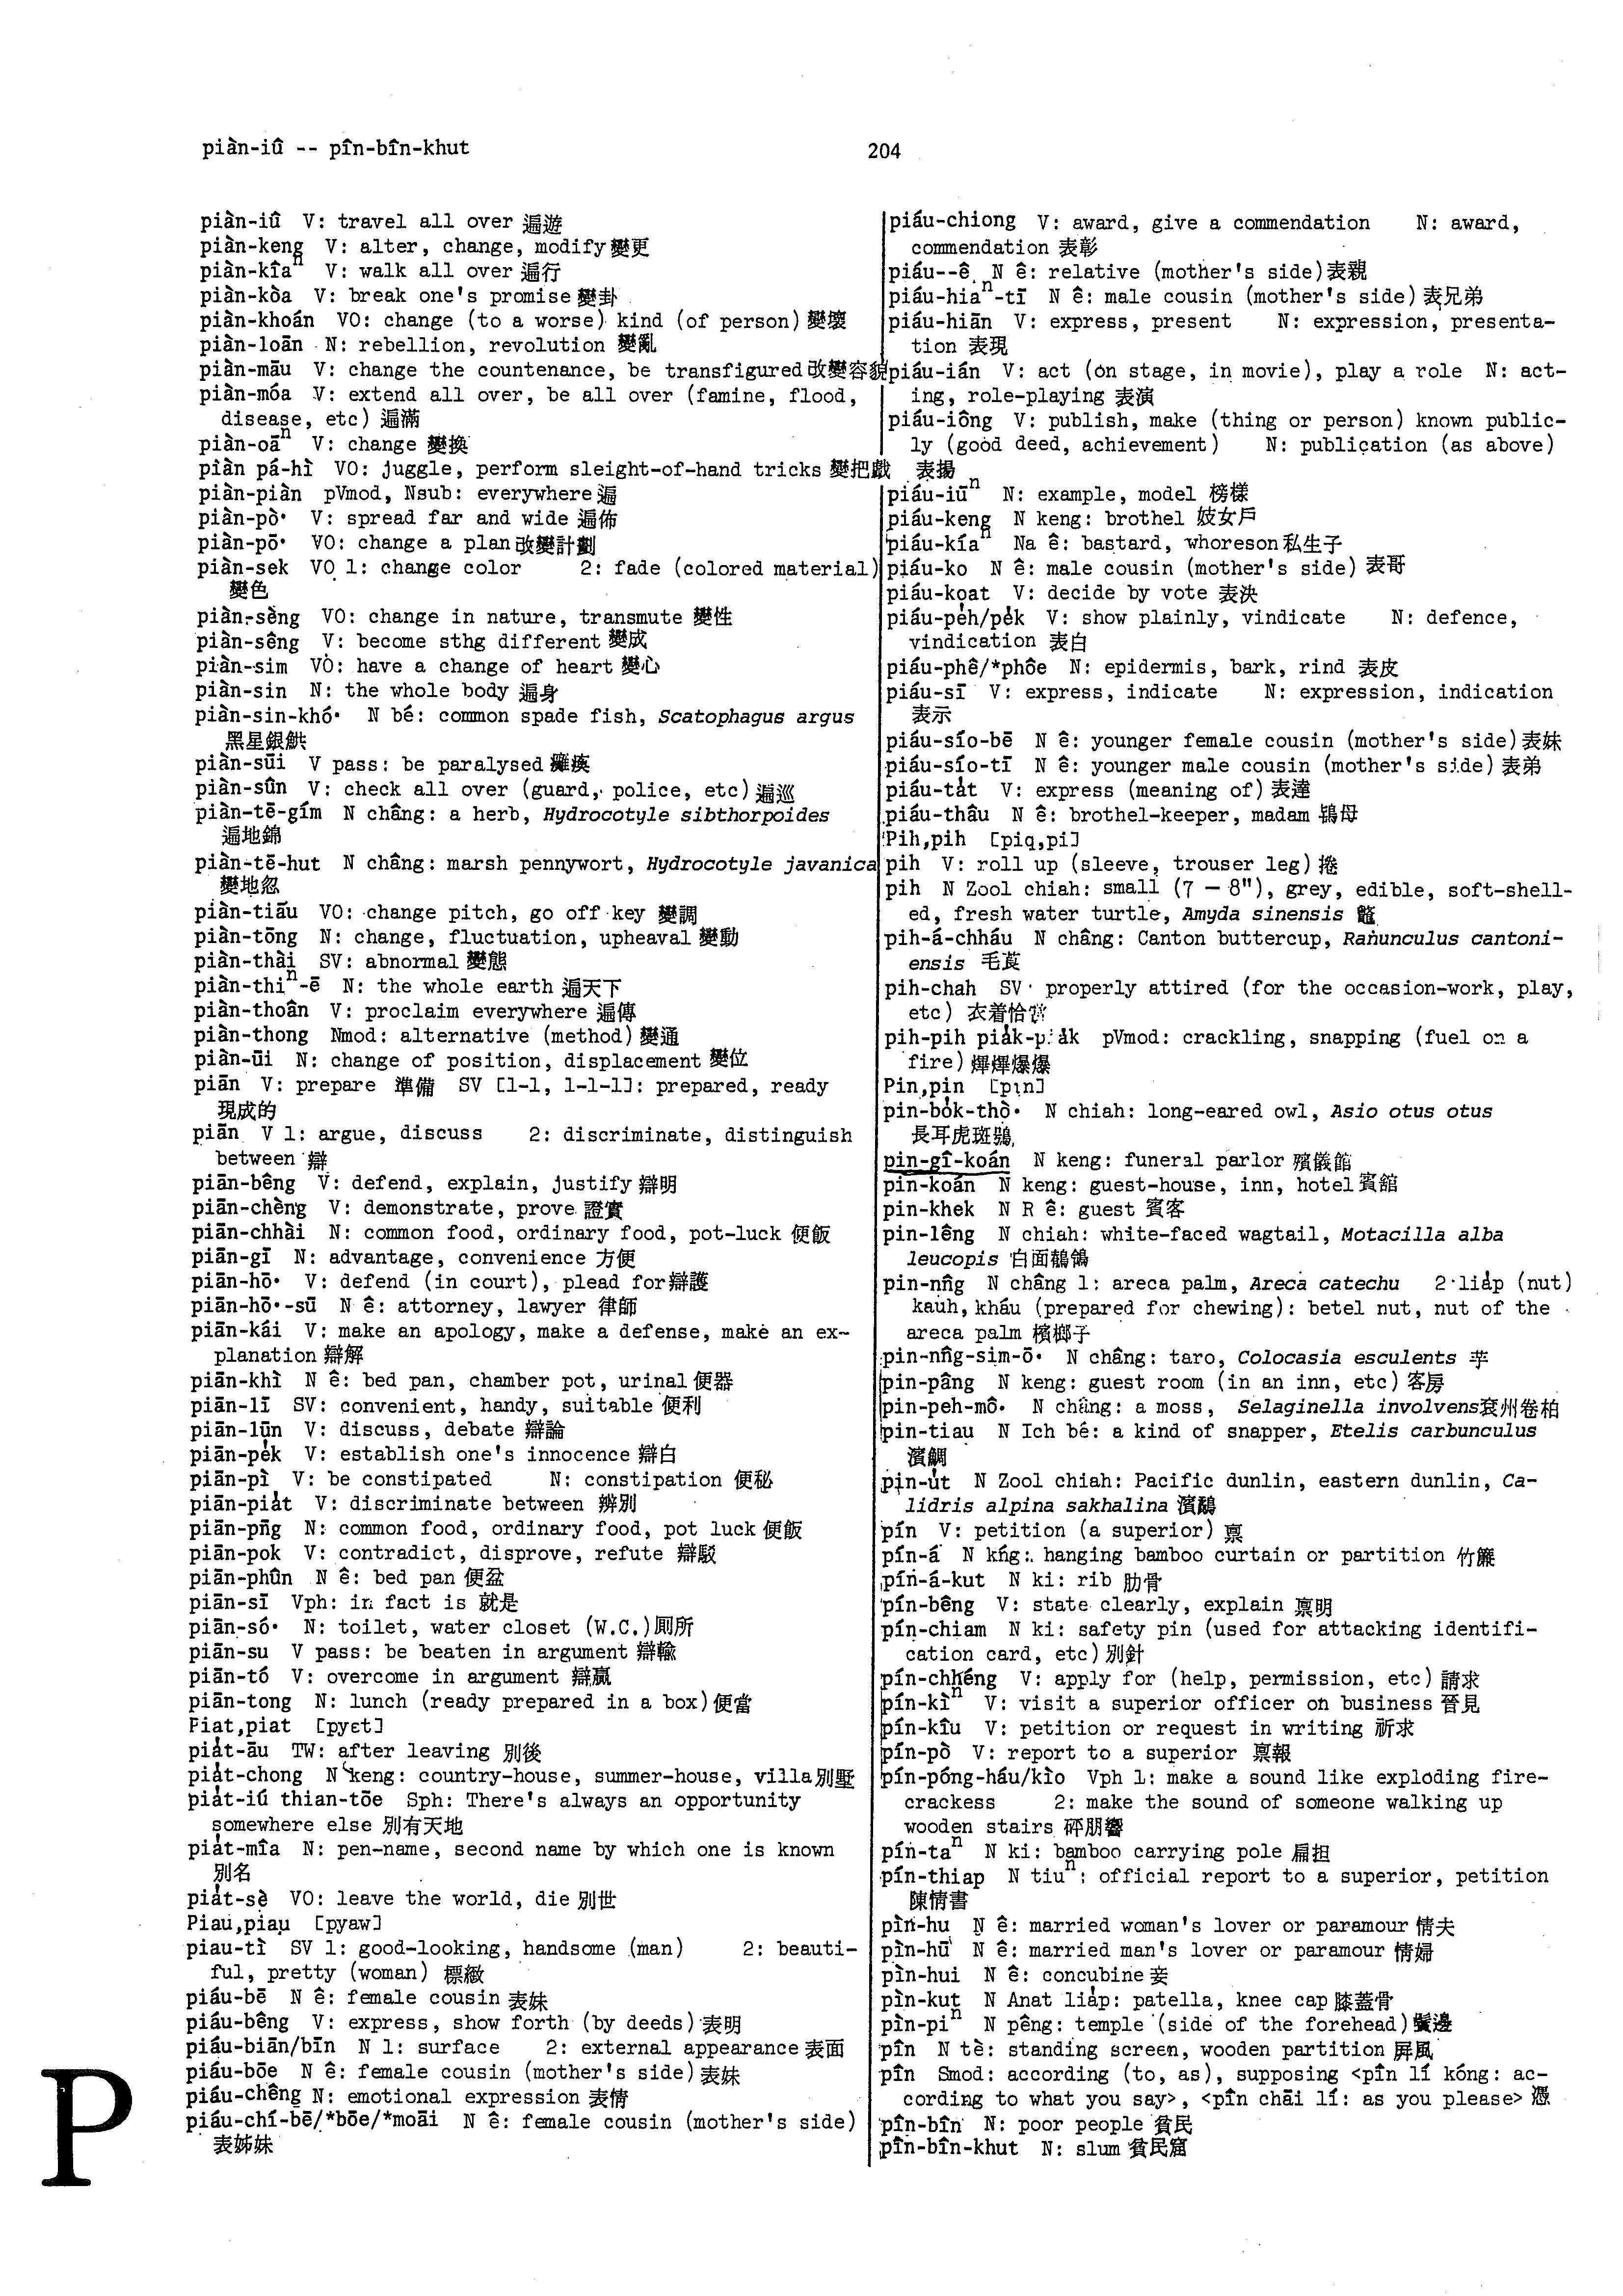 piàn-iû -- pîn-bîn-khut
204
piàn-iû V: travel all over 遍遊
piàn-keng V: alter, change, modify 變更
piàn-kîaⁿ V: walk all over 遍行
piàn-kòa V: break one's promise 變卦
piàn-khoán VO: change (to a worse) kind (of person) 變壞
piàn-loān N: rebellion, revolution 變亂
piàn-māu V: change the countenance, be transfigured 改變容貌
piàn-móa V: extend all over, be all over (famine, flood,
disease, etc) 遍滿
piàn-oāⁿ V: change 變換
piàn pá-hì VO: juggle, perform sleight-of-hand tricks 變把戲
piàn-piàn pVmod, Nsub: everywhere 遍
piàn-pò· V: spread far and wide 遍佈
piàn-pō· VO: change a plan 改變計劃
piàn-sek VO 1: change color 2: fade (colored material)
變色
piàn-sèng VO: change in nature, transmute 變性
piàn-sêng V: become sthg different 變成
piàn-sim VO: have a change of heart 變心
piàn-sin N: the whole body 遍身
piàn-sin-khó· N bé: common spade fish, Scatophagus argus
黑星銀𩸞
piàn-sūi V pass: be paralysed 癱瘓
piàn-sûn V: check all over (guard, police, etc) 遍巡
piàn-tē-gím N châng: a herb, Hydrocotyle sibthorpoides
遍地錦
piàn-tē-hut N châng: marsh pennywort, Hydrocotyle javanica
變地忽
piàn-tiāu VO: change pitch, go off key 變調
piàn-tōng N: change, fluctuation, upheaval 變動
piàn-thài SV: abnormal 變態
piàn-thiⁿ-ē N: the whole earth 遍天下
piàn-thoân V: proclaim everywhere 遍傳
piàn-thong Nmod: alternative (method) 變通
piàn-ūi N: change of position, displacement 變位
piān V: prepare 準備 SV [1-1, 1-1-1]: prepared, ready
現成的
piān V 1: argue, discuss 2: discriminate, distinguish
between 辯
piān-bêng V: defend, explain, justify 辯明
piān-chèng V: demonstrate, prove 證實
piān-chhài N: common food, ordinary food, pot-luck 便飯
piān-gī N: advantage, convenience 方便
piān-hō· V: defend (in court), plead for 辯護
piān-hō·-sū N ê: attorney, lawyer 律師
piān-kái V: make an apology, make a defense, make an ex-
planation 辯解
piān-khì N ê: bed pan, chamber pot, urinal 便器
piān-lī SV: convenient, handy, suitable 便利
piān-lūn V: discuss, debate 辯論
piān-pe̍k V: establish one's innocence 辯白
piān-pì V: be constipated N: constipation 便秘
piān-pia̍t V: discriminate between 辨別
piān-pn̄g N: common food, ordinary food, pot luck 便飯
piān-pok V: contradict, disprove, refute 辯駁
piān-phûn N ê: bed pan 便盆
piān-sī Vph: in fact is 就是
piān-só· N: toilet, water closet (W.C.) 厠所
piān-su V pass: be beaten in argument 辯輸
piān-tó V: overcome in argument 辯贏
piān-tong N: lunch (ready prepared in a box) 便當
Piat,piat [pyɛt]
pia̍t-āu TW: after leaving 別後
pia̍t-chong N keng: country-house, summer-house, villa 別墅
pia̍t-iú thian-tōe Sph: There's always an opportunity
somewhere else 別有天地
pia̍t-mîa N: pen-name, second name by which one is known
別名
pia̍t-sè VO: leave the world, die 別世
Piau,piau [pyaw]
piau-tì SV 1: good-looking, handsome (man) 2: beauti-
ful, pretty (woman) 標緻
piáu-bē N ê: female cousin 表妹
piáu-bêng V: express, show forth (by deeds) 表明
piáu-biān/bīn N 1: surface 2: external appearance 表面
piáu-bōe N ê: female cousin (mother's side) 表妹
piáu-chêng N: emotional expression 表情
piáu-chí-bē/*bōe/*moāi N ê: female cousin (mother's side)
表姊妹
P
piáu-chiong V: award, give a commendation N: award,
commendation 表彰
piáu--ê N ê: relative (mother's side) 表親
piáu-hiaⁿ-tī N ê: male cousin (mother's side) 表兄弟
piáu-hiān V: express, present N: expression, presenta-
tion 表現
piáu-ián V: act (on stage, in movie), play a role N: act-
ing, role-playing 表演
piáu-iông V: publish, make (thing or person) known public-
ly (good deed, achievement) N: publication (as above)
表揚
piáu-iūⁿ N: example, model 榜樣
piáu-keng N keng: brothel 妓女戶
piáu-kíaⁿ Na ê: bastard, whoreson 私生子
piáu-ko N ê: male cousin (mother's side) 表哥
piáu-koat V: decide by vote 表決
piáu-pe̍h/pe̍k V: show plainly, vindicate N: defence,
vindication 表白
piáu-phê/*phôe N: epidermis, bark, rind 表皮
piáu-sī V: express, indicate N: expression, indication
表示
piáu-sío-bē N ê: younger female cousin (mother's side) 表妹
piáu-sío-tī N ê: younger male cousin (mother's side) 表弟
piáu-ta̍t V: express (meaning of) 表達
piáu-thâu N ê: brothel-keeper, madam 鴇母
Pih,pih [piq,pi]
pih V: roll up (sleeve, trouser leg) 捲
pih N Zool chiah: small (7 - 8"), grey, edible, soft-shell-
ed, fresh water turtle, Amyda sinensis 鼈
pih-á-chháu N châng: Canton buttercup, Ranunculus cantoni-
ensis 毛茛
pih-chah SV properly attired (for the occasion-work, play,
etc) 衣着恰當
pih-pih pia̍k-pia̍k pVmod: crackling, snapping (fuel on a
fire) 熚熚爆爆
Pin,pin [pɪn]
pin-bo̍k-thò· N chiah: long-eared owl, Asio otus otus
長耳虎斑鴞
pin-gî-koán N keng: funeral parlor 殯儀館
pin-koán N keng: guest-house, inn, hotel 賓館
pin-khek N R ê: guest 賓客
pin-lêng N chiah: white-faced wagtail, Motacilla alba
leucopis 白面鶺鴒
pin-nn̂g N châng 1: areca palm, Areca catechu 2 lia̍p (nut)
kauh, kháu (prepared for chewing): betel nut, nut of the
areca palm 檳榔子
pin-nn̂g-sim-ō· N châng: taro, Colocasia esculents 芋
pin-pâng N keng: guest room (in an inn, etc) 客房
pin-peh-mô· N châng: a moss, Selaginella involvens 兗州卷柏
pin-tiau N Ich bé: a kind of snapper, Etelis carbunculus
濱鯛
pin-u̍t N Zool chiah: Pacific dunlin, eastern dunlin, Ca-
lidris alpina sakhalina 濱鷸
pín V: petition (a superior) 禀
pín-á N kńg: hanging bamboo curtain or partition 竹簾
pín-á-kut N ki: rib 肋骨
pín-bêng V: state clearly, explain 禀明
pín-chiam N ki: safety pin (used for attacking identifi-
cation card, etc) 別針
pín-chhéng V: apply for (help, permission, etc) 請求
pín-kìⁿ V: visit a superior officer on business 晉見
pín-kîu V: petition or request in writing 祈求
pín-pò V: report to a superior 禀報
pín-póng-háu/kìo Vph 1: make a sound like exploding fire-
crackess 2: make the sound of someone walking up
wooden stairs 砰朋響
pín-taⁿ N ki: bamboo carrying pole 扁担
pín-thiap N tiuⁿ: official report to a superior, petition
陳情書
pìn-hu N ê: married woman's lover or paramour 情夫
pìn-hū N ê: married man's lover or paramour 情婦
pìn-hui N ê: concubine 妾
pìn-kut N Anat lia̍p: patella, knee cap 膝蓋骨
pìn-piⁿ N pêng: temple (side of the forehead) 鬢邊
pîn N tè: standing screen, wooden partition 屏風
pîn Smod: according (to, as), supposing <pîn lí kóng: ac-
cording to what you say>, <pîn chāi lí: as you please> 憑
pîn-bîn N: poor people 貧民
pîn-bîn-khut N: slum 貧民窟